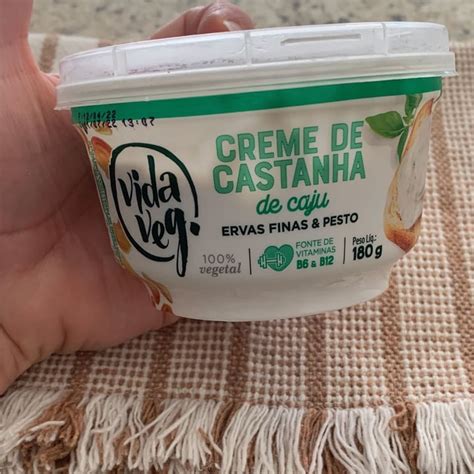 vida
veg.
CREME DE
CASTANHA
de caju
ERVAS FINAS & PESTO
100%
vegetal
FONTE DE
VITAMINAS
B6 & B12
Peso Líq.:
180 g